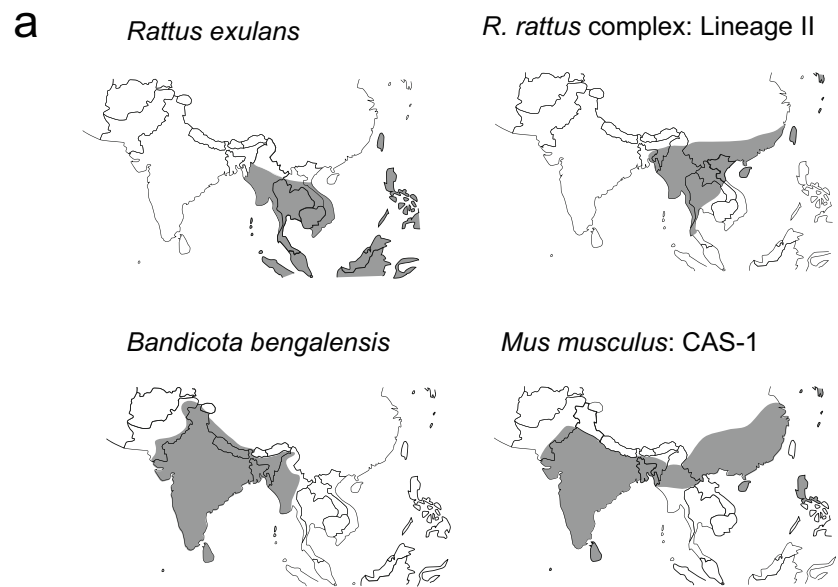 a
Rattus exulans
R. rattus complex: Lineage II
Bandicota bengalensis
Mus musculus: CAS-1